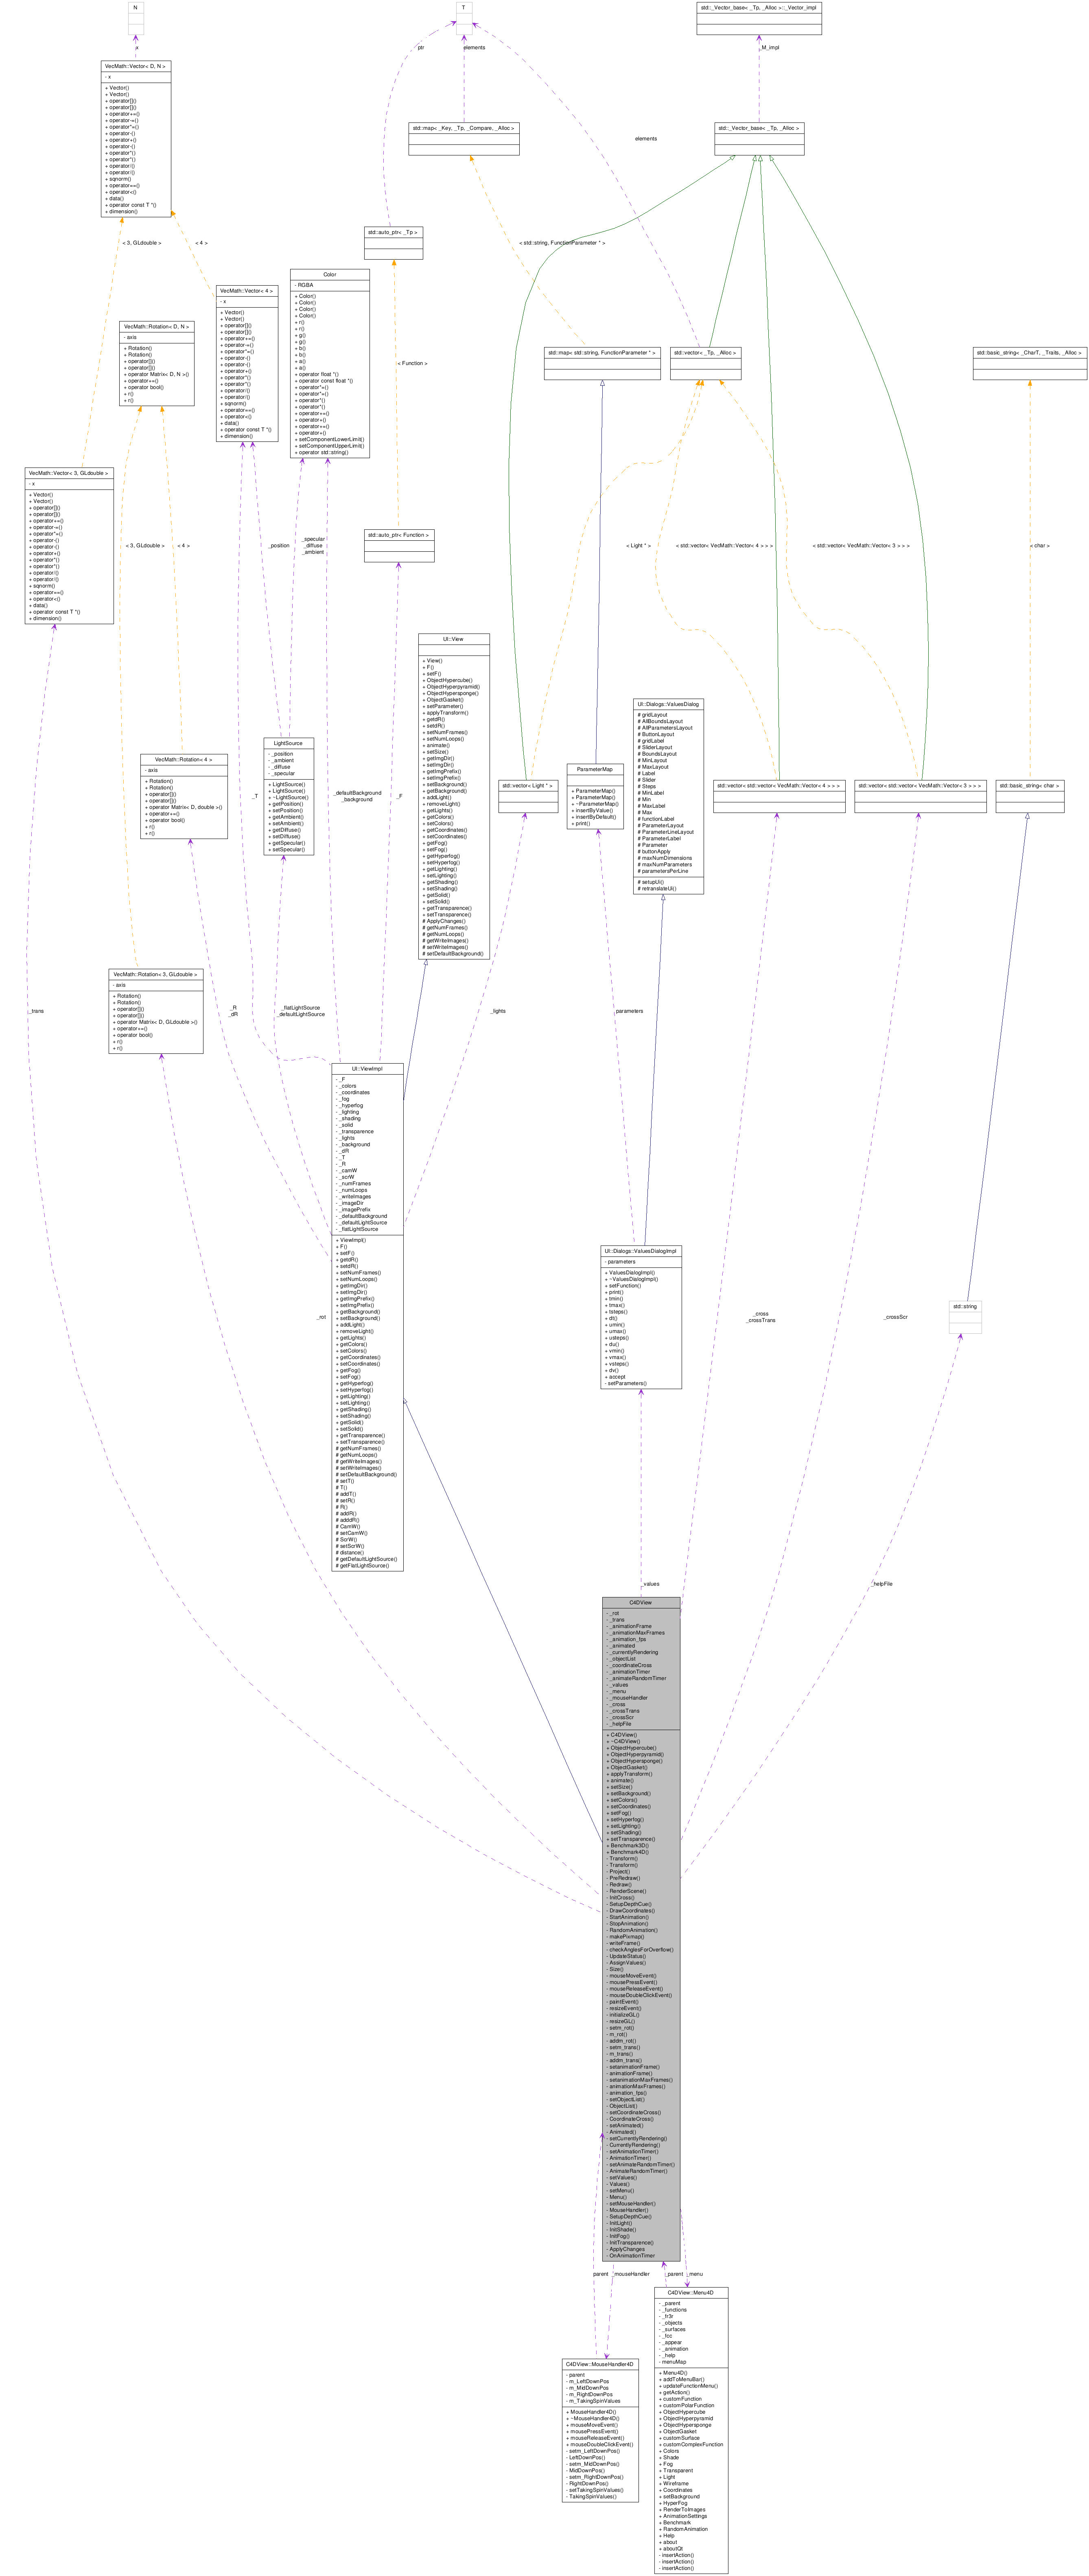 N
T
std::_Vector_base< _Tp, _Alloc >::_Vector_impl
x
ptr
elements
_M_impl
VecMath::Vector< D, N >
- x
+ Vector()
+ Vector()
+ operator[]()
+ operator[]()
+ operator+=()
+ operator-=()
+ operator*=()
+ operator-()
+ operator+()
+ operator-()
+ operator*()
+ operator*()
+ operator/()
+ operator/()
+ sqnorm()
+ operator==()
+ operator<()
+ data()
+ operator const T *()
+ dimension()
std::map< _Key, _Tp, _Compare, _Alloc >
std::_Vector_base< _Tp, _Alloc >
elements
std::auto_ptr< _Tp >
< 3, GLdouble >
< 4 >
< std::string, FunctionParameter * >
VecMath::Vector< 4 >
- x
+ Vector()
+ Vector()
+ operator[]()
+ operator[]()
+ operator+=()
+ operator-=()
+ operator*=()
+ operator-()
+ operator-()
+ operator+()
+ operator*()
+ operator*()
+ operator/()
+ operator/()
+ sqnorm()
+ operator==()
+ operator<()
+ data()
+ operator const T *()
+ dimension()
Color
- RGBA
+ Color()
+ Color()
+ Color()
+ Color()
+ r()
+ r()
+ g()
+ g()
+ b()
+ b()
+ a()
+ a()
+ operator float *()
+ operator const float *()
+ operator*=()
+ operator*=()
+ operator*()
+ operator*()
+ operator+=()
+ operator+()
+ operator+=()
+ operator+()
+ setComponentLowerLimit()
+ setComponentUpperLimit()
+ operator std::string()
VecMath::Rotation< D, N >
- axis
+ Rotation()
+ Rotation()
+ operator[]()
+ operator[]()
+ operator Matrix< D, N >()
+ operator+=()
+ operator bool()
+ r()
+ r()
< Function >
std::map< std::string, FunctionParameter * >
std::vector< _Tp, _Alloc >
std::basic_string< _CharT, _Traits, _Alloc >
VecMath::Vector< 3, GLdouble >
- x
+ Vector()
+ Vector()
+ operator[]()
+ operator[]()
+ operator+=()
+ operator-=()
+ operator*=()
+ operator-()
+ operator-()
+ operator+()
+ operator*()
+ operator*()
+ operator/()
+ operator/()
+ sqnorm()
+ operator==()
+ operator<()
+ data()
+ operator const T *()
+ dimension()
< 3, GLdouble >
< 4 >
_position
_specular
_diffuse
_ambient
std::auto_ptr< Function >
< Light * >
< std::vector< VecMath::Vector< 4 > > >
< std::vector< VecMath::Vector< 3 > > >
< char >
UI::View
+ View()
+ F()
+ setF()
+ ObjectHypercube()
+ ObjectHyperpyramid()
+ ObjectHypersponge()
+ ObjectGasket()
+ setParameter()
+ applyTransform()
+ getdR()
+ setdR()
+ setNumFrames()
+ setNumLoops()
+ animate()
+ setSize()
+ getImgDir()
+ setImgDir()
+ getImgPrefix()
+ setImgPrefix()
+ setBackground()
+ getBackground()
+ addLight()
+ removeLight()
+ getLights()
+ getColors()
+ setColors()
+ getCoordinates()
+ setCoordinates()
+ getFog()
+ setFog()
+ getHyperfog()
+ setHyperfog()
+ getLighting()
+ setLighting()
+ getShading()
+ setShading()
+ getSolid()
+ setSolid()
+ getTransparence()
+ setTransparence()
# ApplyChanges()
# getNumFrames()
# getNumLoops()
# getWriteImages()
# setWriteImages()
# setDefaultBackground()
UI::Dialogs::ValuesDialog
# gridLayout
# AllBoundsLayout
# AllParametersLayout
# ButtonLayout
# gridLabel
# SliderLayout
# BoundsLayout
# MinLayout
# MaxLayout
# Label
# Slider
# Steps
# MinLabel
# Min
# MaxLabel
# Max
# functionLabel
# ParameterLayout
# ParameterLineLayout
# ParameterLabel
# Parameter
# buttonApply
# maxNumDimensions
# maxNumParameters
# parametersPerLine
# setupUi()
# retranslateUi()
VecMath::Rotation< 4 >
- axis
+ Rotation()
+ Rotation()
+ operator[]()
+ operator[]()
+ operator Matrix< D, double >()
+ operator+=()
+ operator bool()
+ r()
+ r()
LightSource
- _position
- _ambient
- _diffuse
- _specular
+ LightSource()
+ LightSource()
+ ~LightSource()
+ getPosition()
+ setPosition()
+ getAmbient()
+ setAmbient()
+ getDiffuse()
+ setDiffuse()
+ getSpecular()
+ setSpecular()
_T
_defaultBackground
_background
_F
std::vector< Light * >
ParameterMap
+ ParameterMap()
+ ParameterMap()
+ ~ParameterMap()
+ insertByValue()
+ insertByDefault()
+ print()
std::vector< std::vector< VecMath::Vector< 4 > > >
std::vector< std::vector< VecMath::Vector< 3 > > >
std::basic_string< char >
VecMath::Rotation< 3, GLdouble >
- axis
+ Rotation()
+ Rotation()
+ operator[]()
+ operator[]()
+ operator Matrix< D, GLdouble >()
+ operator+=()
+ operator bool()
+ r()
+ r()
_trans
_R
_dR
_flatLightSource
_defaultLightSource
_lights
parameters
UI::ViewImpl
- _F
- _colors
- _coordinates
- _fog
- _hyperfog
- _lighting
- _shading
- _solid
- _transparence
- _lights
- _background
- _dR
- _T
- _R
- _camW
- _scrW
- _numFrames
- _numLoops
- _writeImages
- _imageDir
- _imagePrefix
- _defaultBackground
- _defaultLightSource
- _flatLightSource
+ ViewImpl()
+ F()
+ setF()
+ getdR()
+ setdR()
+ setNumFrames()
+ setNumLoops()
+ getImgDir()
+ setImgDir()
+ getImgPrefix()
+ setImgPrefix()
+ getBackground()
+ setBackground()
+ addLight()
+ removeLight()
+ getLights()
+ getColors()
+ setColors()
+ getCoordinates()
+ setCoordinates()
+ getFog()
+ setFog()
+ getHyperfog()
+ setHyperfog()
+ getLighting()
+ setLighting()
+ getShading()
+ setShading()
+ getSolid()
+ setSolid()
+ getTransparence()
+ setTransparence()
# getNumFrames()
# getNumLoops()
# getWriteImages()
# setWriteImages()
# setDefaultBackground()
# setT()
# T()
# addT()
# setR()
# R()
# addR()
# adddR()
# CamW()
# setCamW()
# ScrW()
# setScrW()
# distance()
# getDefaultLightSource()
# getFlatLightSource()
UI::Dialogs::ValuesDialogImpl
- parameters
+ ValuesDialogImpl()
+ ~ValuesDialogImpl()
+ setFunction()
+ print()
+ tmin()
+ tmax()
+ tsteps()
+ dt()
+ umin()
+ umax()
+ usteps()
+ du()
+ vmin()
+ vmax()
+ vsteps()
+ dv()
+ accept
- setParameters()
std::string
_rot
_cross
_crossTrans
_crossScr
_values
_helpFile
C4DView
- _rot
- _trans
- _animationFrame
- _animationMaxFrames
- _animation_fps
- _animated
- _currentlyRendering
- _objectList
- _coordinateCross
- _animationTimer
- _animateRandomTimer
- _values
- _menu
- _mouseHandler
- _cross
- _crossTrans
- _crossScr
- _helpFile
+ C4DView()
+ ~C4DView()
+ ObjectHypercube()
+ ObjectHyperpyramid()
+ ObjectHypersponge()
+ ObjectGasket()
+ applyTransform()
+ animate()
+ setSize()
+ setBackground()
+ setColors()
+ setCoordinates()
+ setFog()
+ setHyperfog()
+ setLighting()
+ setShading()
+ setTransparence()
+ Benchmark3D()
+ Benchmark4D()
- Transform()
- Transform()
- Project()
- PreRedraw()
- Redraw()
- RenderScene()
- InitCross()
- SetupDepthCue()
- DrawCoordinates()
- StartAnimation()
- StopAnimation()
- RandomAnimation()
- makePixmap()
- writeFrame()
- checkAnglesForOverflow()
- UpdateStatus()
- AssignValues()
- Size()
- mouseMoveEvent()
- mousePressEvent()
- mouseReleaseEvent()
- mouseDoubleClickEvent()
- paintEvent()
- resizeEvent()
- initializeGL()
- resizeGL()
- setm_rot()
- m_rot()
- addm_rot()
- setm_trans()
- m_trans()
- addm_trans()
- setanimationFrame()
- animationFrame()
- setanimationMaxFrames()
- animationMaxFrames()
- animation_fps()
- setObjectList()
- ObjectList()
- setCoordinateCross()
- CoordinateCross()
- setAnimated()
- Animated()
- setCurrentlyRendering()
- CurrentlyRendering()
- setAnimationTimer()
- AnimationTimer()
- setAnimateRandomTimer()
- AnimateRandomTimer()
- setValues()
- Values()
- setMenu()
- Menu()
- setMouseHandler()
- MouseHandler()
- SetupDepthCue()
- InitLight()
- InitShade()
- InitFog()
- InitTransparence()
- ApplyChanges
- OnAnimationTimer
parent
_mouseHandler
_parent
_menu
C4DView::MouseHandler4D
- parent
- m_LeftDownPos
- m_MidDownPos
- m_RightDownPos
- m_TakingSpinValues
+ MouseHandler4D()
+ ~MouseHandler4D()
+ mouseMoveEvent()
+ mousePressEvent()
+ mouseReleaseEvent()
+ mouseDoubleClickEvent()
- setm_LeftDownPos()
- LeftDownPos()
- setm_MidDownPos()
- MidDownPos()
- setm_RightDownPos()
- RightDownPos()
- setTakingSpinValues()
- TakingSpinValues()
C4DView::Menu4D
- _parent
- _functions
- _fr3r
- _objects
- _surfaces
- _fcc
- _appear
- _animation
- _help
- menuMap
+ Menu4D()
+ addToMenuBar()
+ updateFunctionMenu()
+ getAction()
+ customFunction
+ customPolarFunction
+ ObjectHypercube
+ ObjectHyperpyramid
+ ObjectHypersponge
+ ObjectGasket
+ customSurface
+ customComplexFunction
+ Colors
+ Shade
+ Fog
+ Transparent
+ Light
+ Wireframe
+ Coordinates
+ setBackground
+ HyperFog
+ RenderToImages
+ AnimationSettings
+ Benchmark
+ RandomAnimation
+ Help
+ about
+ aboutQt
- insertAction()
- insertAction()
- insertAction()